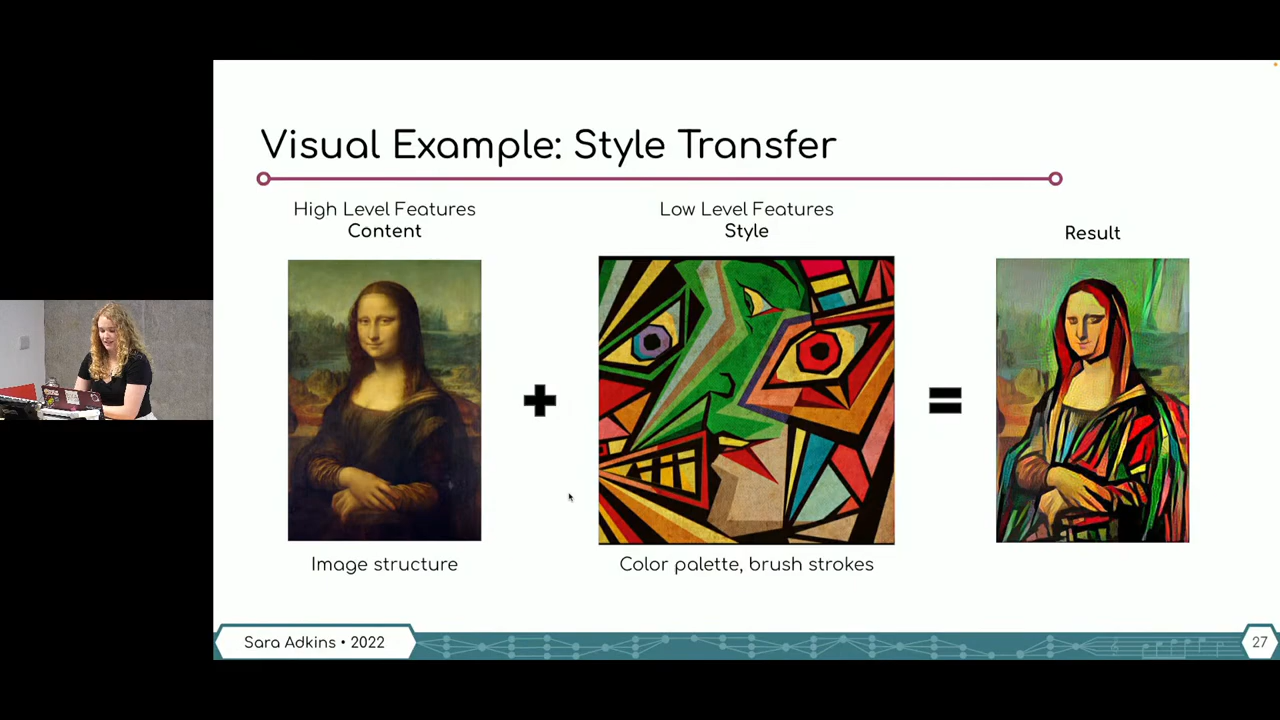 Visual Example: Style Transfer
High Level Features
Content
Low Level Features
Style
Result
Image structure
Color palette, brush strokes
Sara Adkins • 2022
27